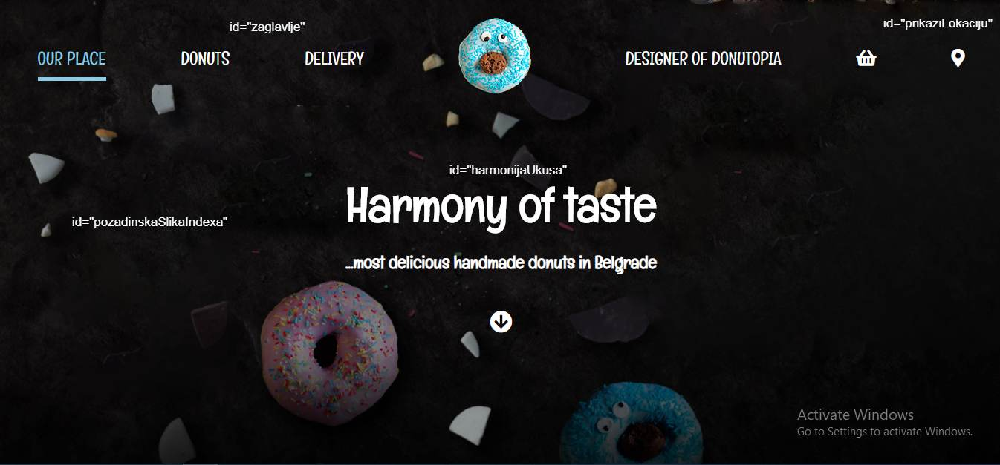 id="zaglavlje"
id="prikaziLokaciju"
OUR PLACE
DONUTS
DELIVERY
DESIGNER OF DONUTOPIA
id="harmonijaUkusa"
Harmony of taste
id="pozadinskaSlikaIndexa"
...most delicious handmade donuts in Belgrade
Activate Windows
Go to Settings to activate Windows.